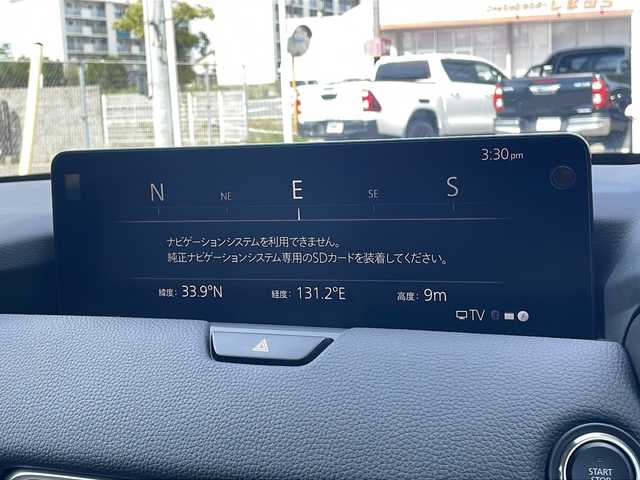 3:30pm
N NE E SE S
ナビゲーションシステムを利用できません。
純正ナビゲーションシステム専用のSDカードを装着してください。
緯度: 33.9°N 経度: 131.2°E 高度: 9m
TV
START
STOP